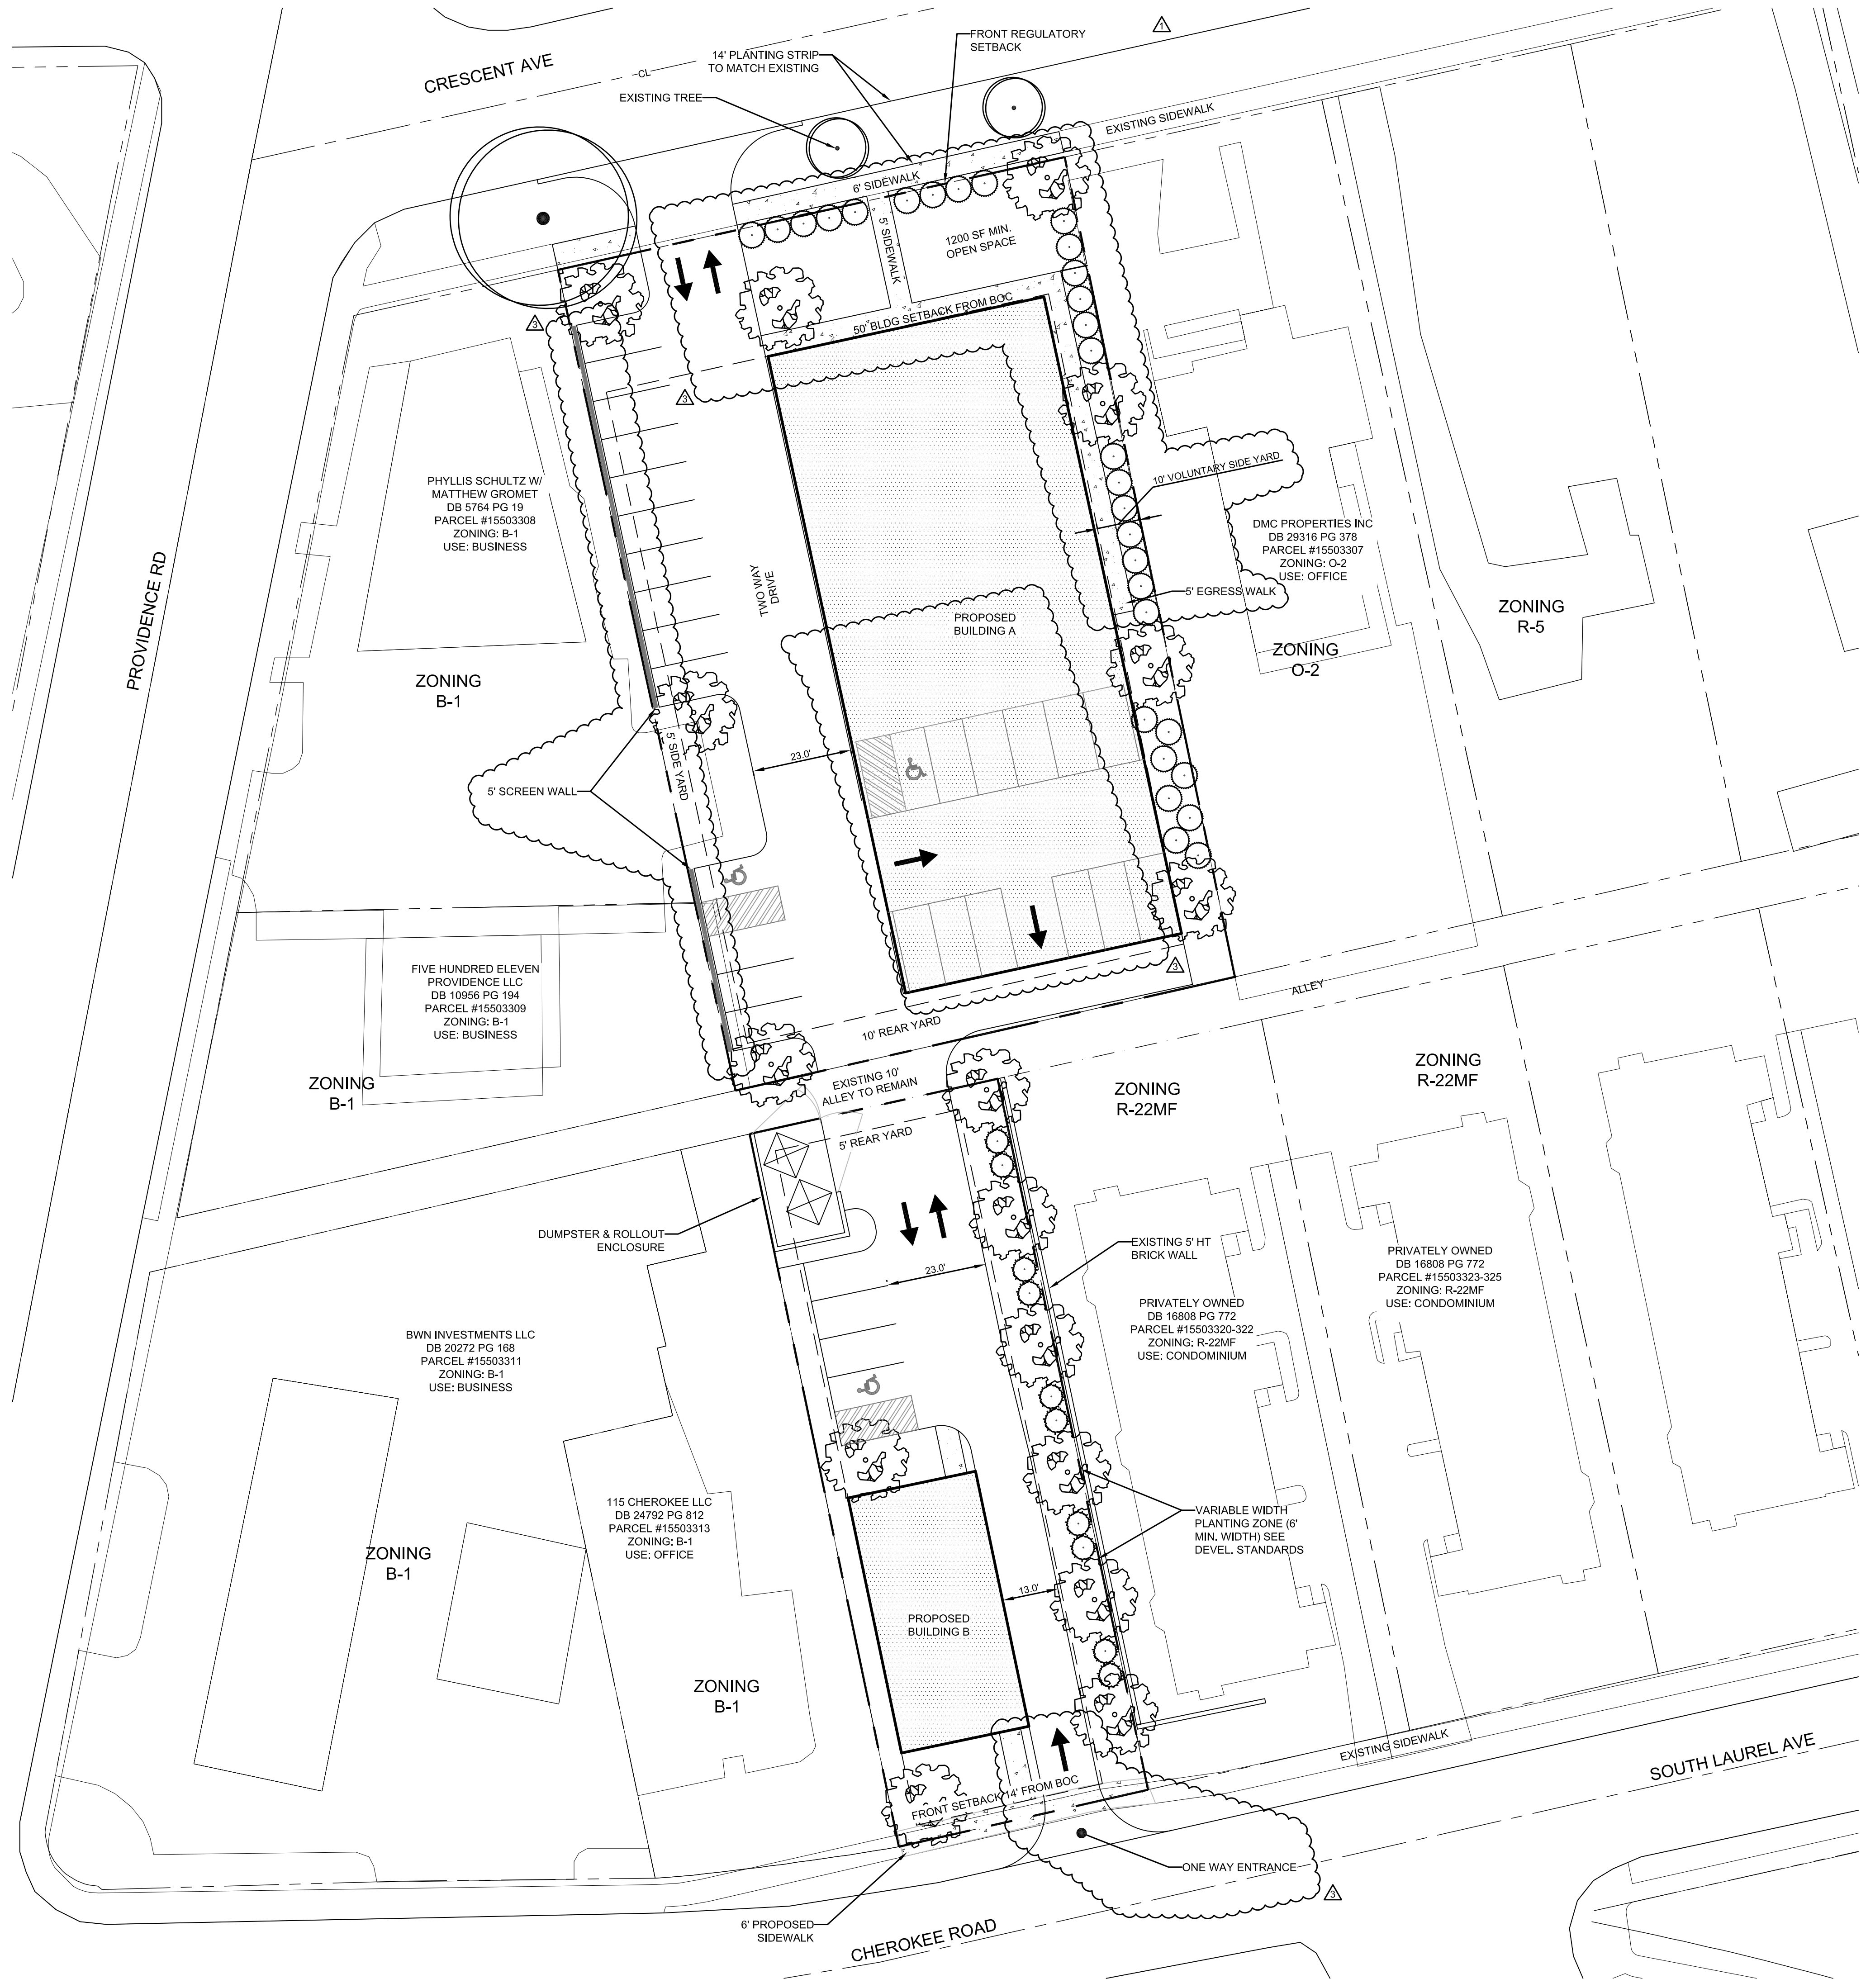 1
FRONT REGULATORY
SETBACK
14' PLANTING STRIP
TO MATCH EXISTING
CRESCENT AVE
CL
EXISTING TREE
EXISTING SIDEWALK
6' SIDEWALK
5' SIDEWALK
1200 SF MIN.
OPEN SPACE
50' BLDG SETBACK FROM BOC
3
3
PHYLLIS SCHULTZ W/
MATTHEW GROMET
DB 5764 PG 19
PARCEL #15503308
ZONING: B-1
USE: BUSINESS
10' VOLUNTARY SIDE YARD
DMC PROPERTIES INC
DB 29316 PG 378
PARCEL #15503307
ZONING: O-2
USE: OFFICE
TWO WAY
DRIVE
5' EGRESS WALK
PROPOSED
BUILDING A
ZONING
R-5
PROVIDENCE RD
ZONING
O-2
ZONING
B-1
5' SIDE YARD
23.0'
5' SCREEN WALL
FIVE HUNDRED ELEVEN
PROVIDENCE LLC
DB 10956 PG 194
PARCEL #15503309
ZONING: B-1
USE: BUSINESS
3
ALLEY
10' REAR YARD
ZONING
B-1
EXISTING 10'
ALLEY TO REMAIN
ZONING
R-22MF
ZONING
R-22MF
5' REAR YARD
DUMPSTER & ROLLOUT
ENCLOSURE
EXISTING 5' HT
BRICK WALL
23.0'
PRIVATELY OWNED
DB 16808 PG 772
PARCEL #15503323-325
ZONING: R-22MF
USE: CONDOMINIUM
PRIVATELY OWNED
DB 16808 PG 772
PARCEL #15503320-322
ZONING: R-22MF
USE: CONDOMINIUM
BWN INVESTMENTS LLC
DB 20272 PG 168
PARCEL #15503311
ZONING: B-1
USE: BUSINESS
115 CHEROKEE LLC
DB 24792 PG 812
PARCEL #15503313
ZONING: B-1
USE: OFFICE
VARIABLE WIDTH
PLANTING ZONE (6'
MIN. WIDTH) SEE
DEVEL. STANDARDS
ZONING
B-1
13.0'
PROPOSED
BUILDING B
ZONING
B-1
EXISTING SIDEWALK
SOUTH LAUREL AVE
FRONT SETBACK 14' FROM BOC
ONE WAY ENTRANCE
3
6' PROPOSED
SIDEWALK
CHEROKEE ROAD